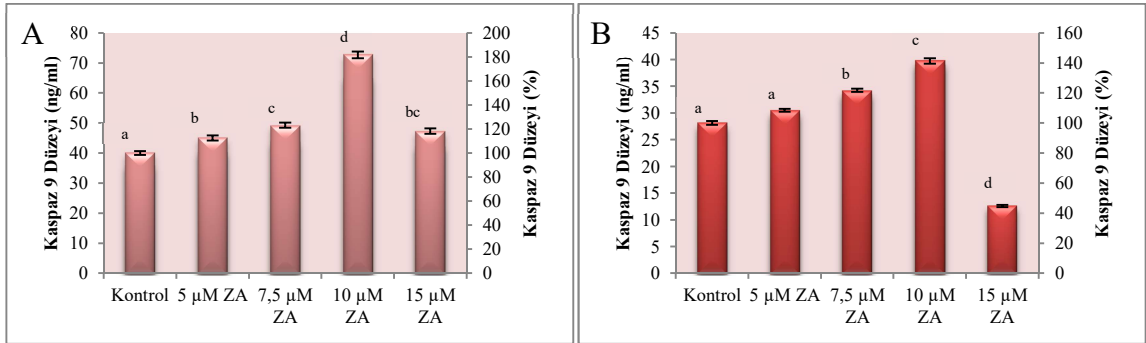 A
Kaspaz 9 Düzeyi (ng/ml)
80
70
60
50
40
30
20
10
0
a
b
c
d
bc
200
180
160
140
120
100
80
60
40
20
0
Kaspaz 9 Düzeyi (%)
Kontrol 5 µM ZA 7,5 µM 10 µM 15 µM
ZA ZA ZA
B
Kaspaz 9 Düzeyi (ng/ml)
45
40
35
30
25
20
15
10
5
0
a
a
b
c
d
160
140
120
100
80
60
40
20
0
Kaspaz 9 Düzeyi (%)
Kontrol 5 µM ZA 7,5 µM 10 µM 15 µM
ZA ZA ZA